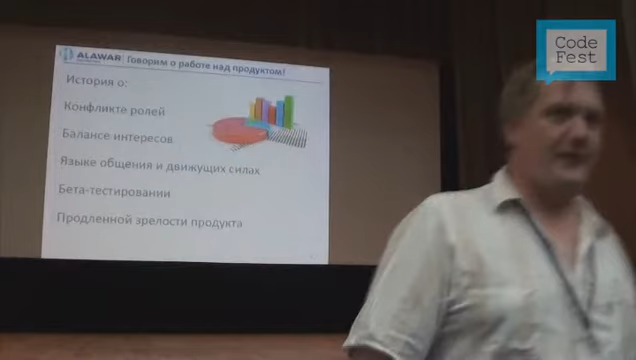 ALAWAR Говорим о работе над продуктом!
История о:
Конфликте ролей
Балансе интересов
Языке общения и движущих силах
Бета-тестировании
Продленной зрелости продукта
Code
Fest